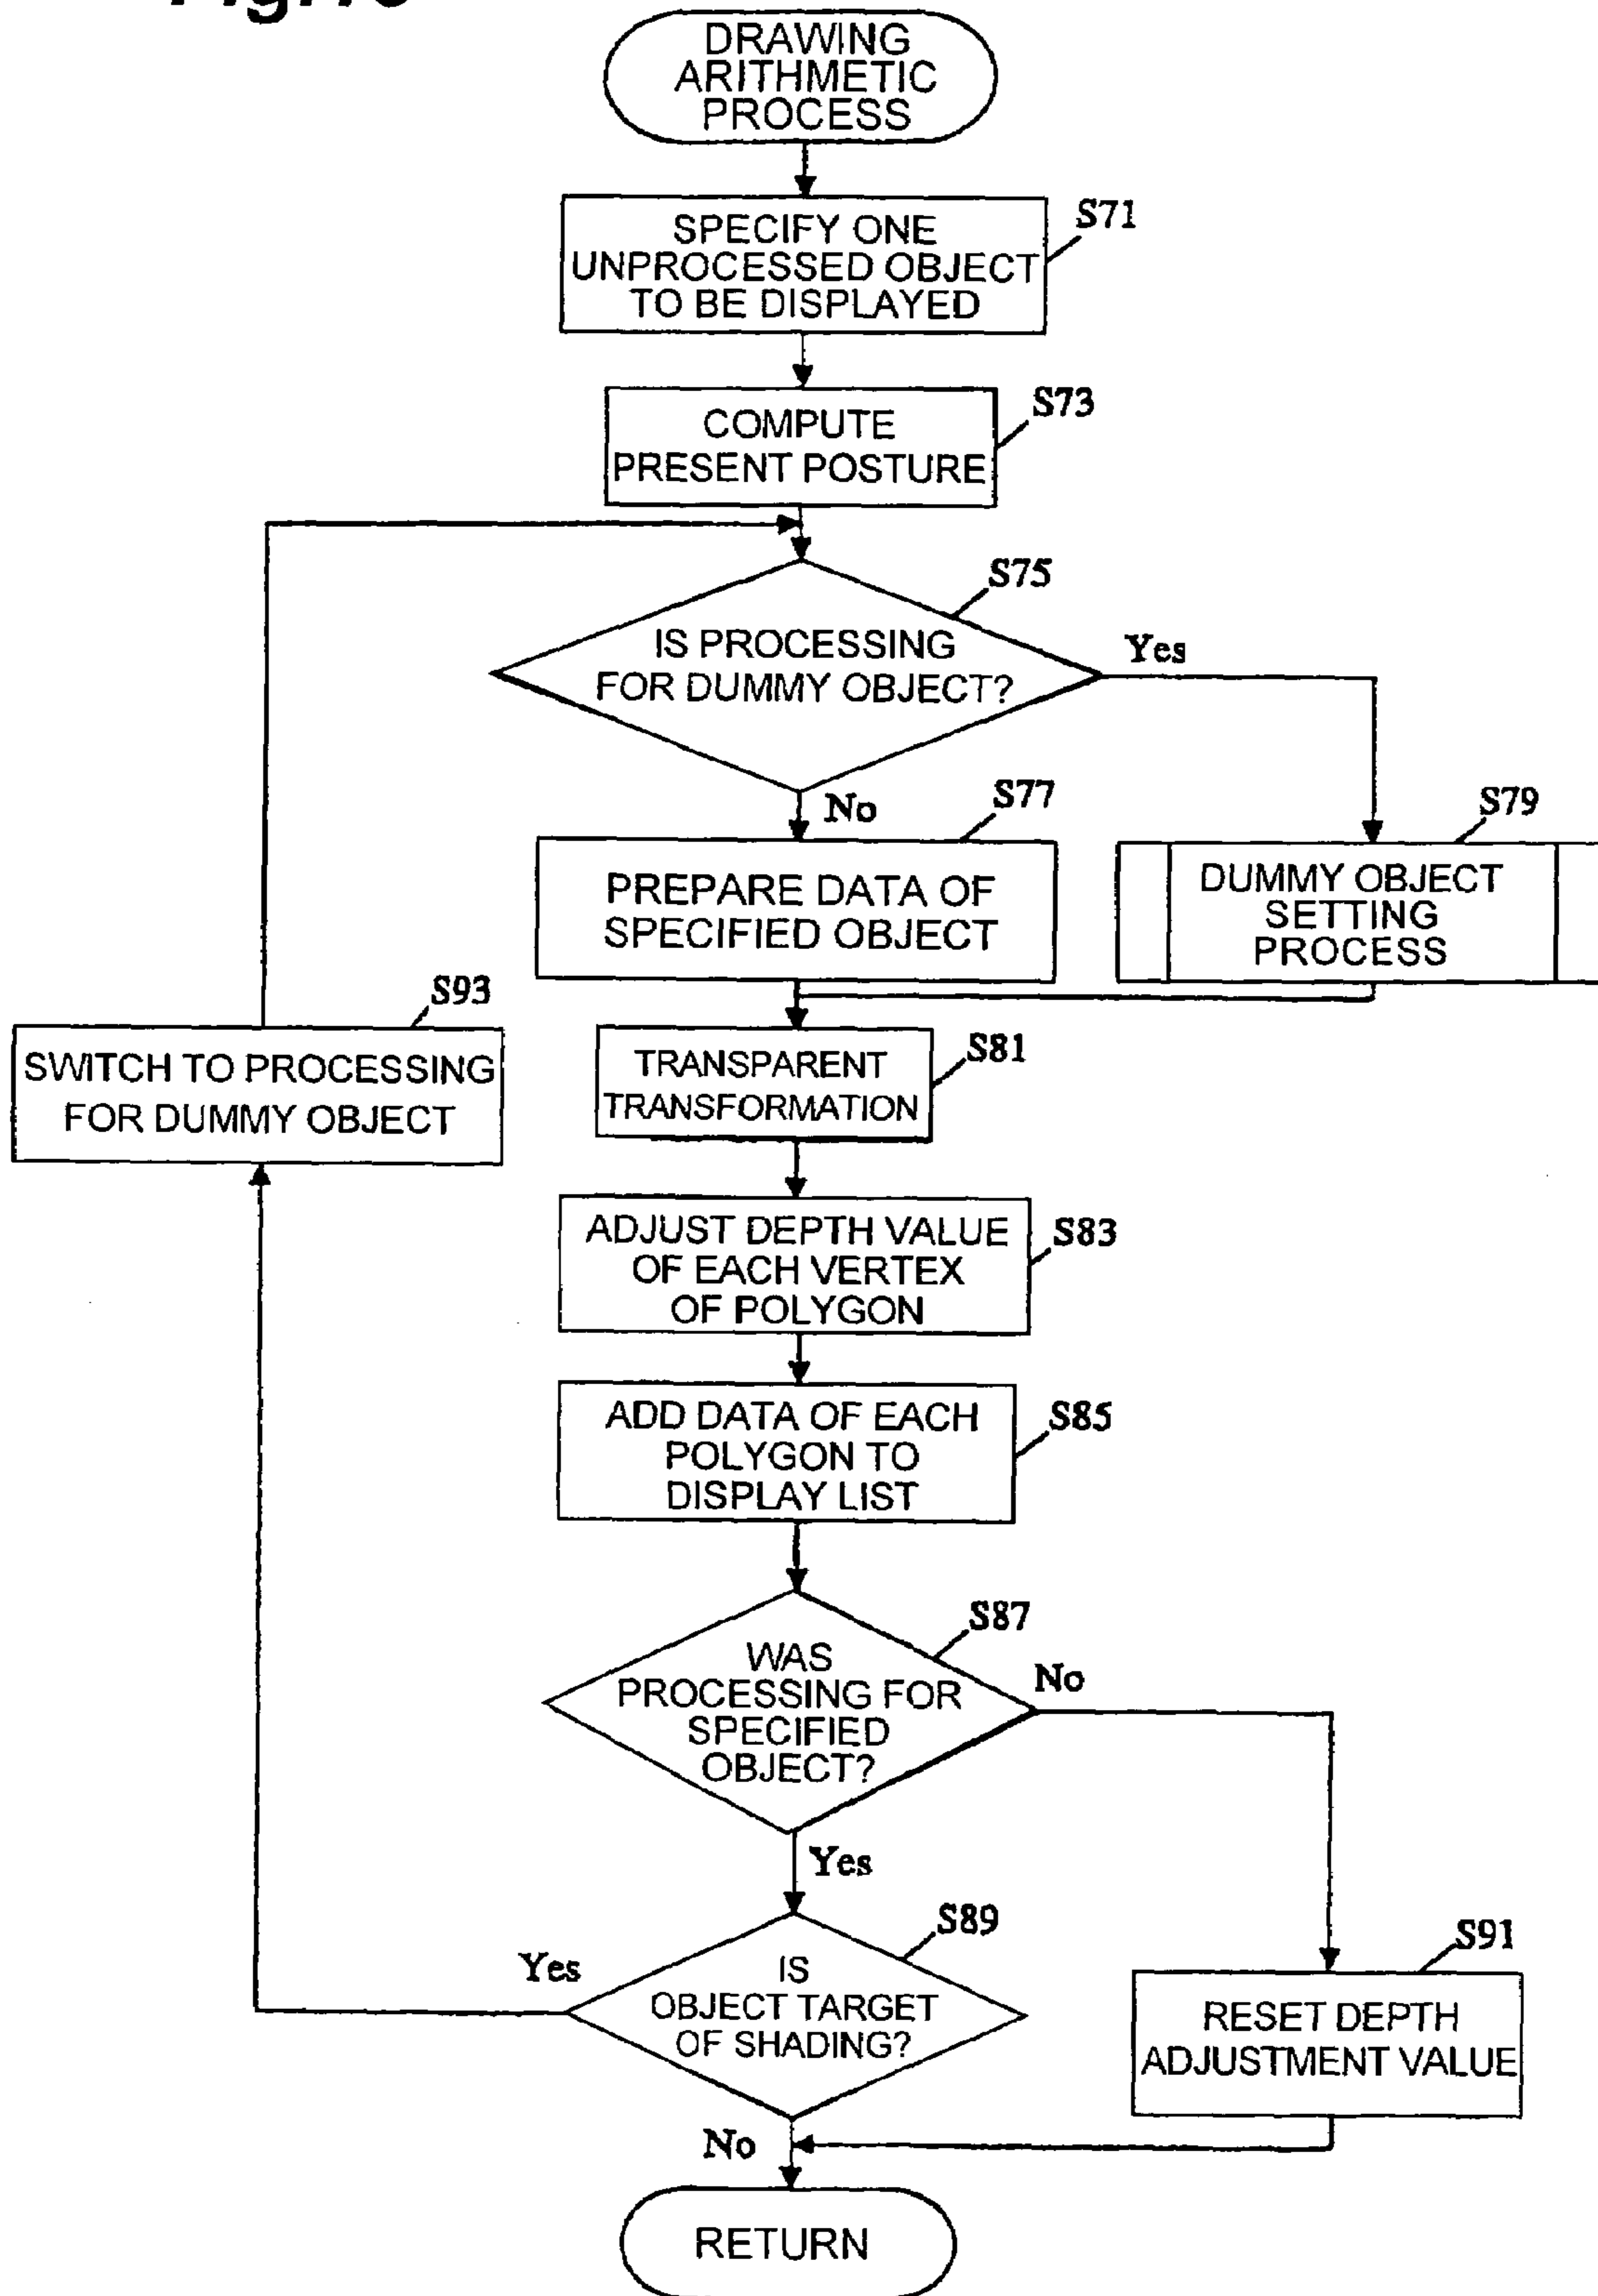 DRAWING
ARITHMETIC
PROCESS
S71
SPECIFY ONE
UNPROCESSED OBJECT
TO BE DISPLAYED
S73
COMPUTE
PRESENT POSTURE
S75
IS PROCESSING
FOR DUMMY OBJECT?
Yes
No
S77
PREPARE DATA OF
SPECIFIED OBJECT
S79
DUMMY OBJECT
SETTING
PROCESS
S93
SWITCH TO PROCESSING
FOR DUMMY OBJECT
S81
TRANSPARENT
TRANSFORMATION
S83
ADJUST DEPTH VALUE
OF EACH VERTEX
OF POLYGON
S85
ADD DATA OF EACH
POLYGON TO
DISPLAY LIST
S87
WAS
PROCESSING FOR
SPECIFIED
OBJECT?
No
Yes
S89
IS
OBJECT TARGET
OF SHADING?
Yes
S91
RESET DEPTH
ADJUSTMENT VALUE
No
RETURN